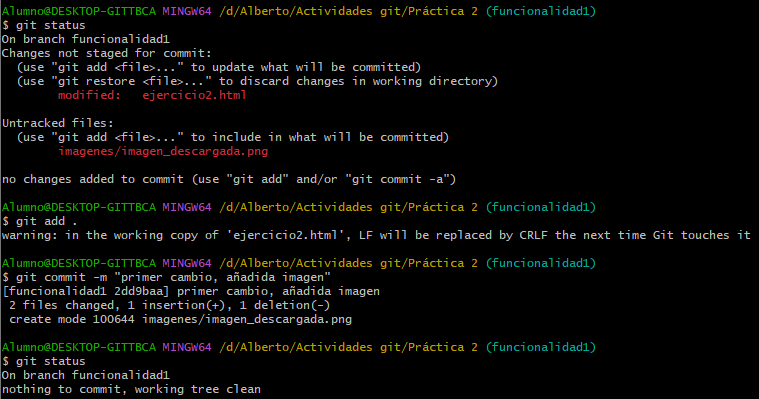 Alumno@DESKTOP-GITTBCA MINGW64 /d/Alberto/Actividades git/Práctica 2 (funcionalidad1)
$ git status
On branch funcionalidad1
Changes not staged for commit:
  (use "git add <file>..." to update what will be committed)
  (use "git restore <file>..." to discard changes in working directory)
        modified:   ejercicio2.html

Untracked files:
  (use "git add <file>..." to include in what will be committed)
        imagenes/imagen_descargada.png

no changes added to commit (use "git add" and/or "git commit -a")

Alumno@DESKTOP-GITTBCA MINGW64 /d/Alberto/Actividades git/Práctica 2 (funcionalidad1)
$ git add .
warning: in the working copy of 'ejercicio2.html', LF will be replaced by CRLF the next time Git touches it

Alumno@DESKTOP-GITTBCA MINGW64 /d/Alberto/Actividades git/Práctica 2 (funcionalidad1)
$ git commit -m "primer cambio, añadida imagen"
[funcionalidad1 2dd9baa] primer cambio, añadida imagen
 2 files changed, 1 insertion(+), 1 deletion(-)
 create mode 100644 imagenes/imagen_descargada.png

Alumno@DESKTOP-GITTBCA MINGW64 /d/Alberto/Actividades git/Práctica 2 (funcionalidad1)
$ git status
On branch funcionalidad1
nothing to commit, working tree clean